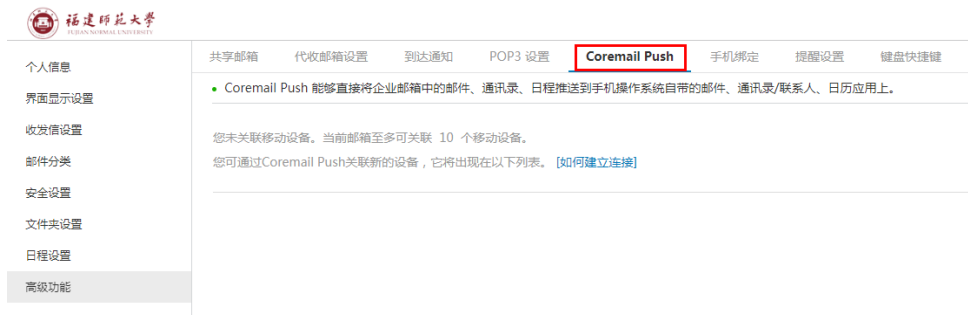 福建师范大学
FUJIAN NORMAL UNIVERSITY
个人信息
界面显示设置
收发信设置
邮件分类
安全设置
文件夹设置
日程设置
高级功能
共享邮箱 代收邮箱设置 到达通知 POP3 设置 Coremail Push 手机绑定 提醒设置 键盘快捷键
• Coremail Push 能够直接将企业邮箱中的邮件、通讯录、日程推送到手机操作系统自带的邮件、通讯录/联系人、日历应用上。
您未关联移动设备。当前邮箱至多可关联 10 个移动设备。
您可通过Coremail Push关联新的设备，它将出现在以下列表。 [如何建立连接]